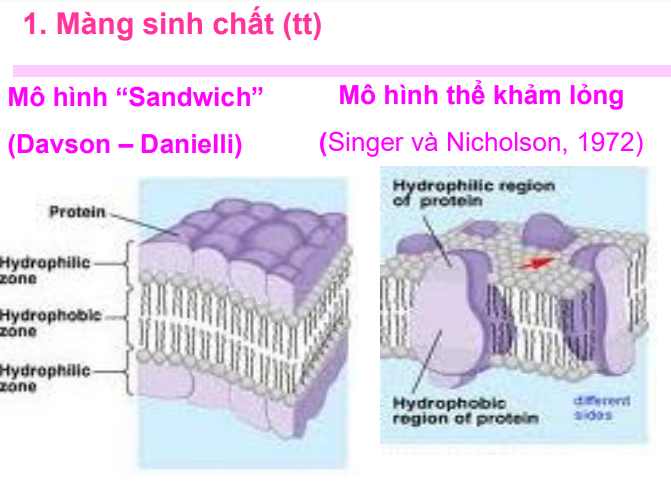 1. Màng sinh chất (tt)
Mô hình “Sandwich”
(Davson – Danielli)
Mô hình thể khảm lỏng
(Singer và Nicholson, 1972)
Protein
Hydrophilic
zone
Hydrophobic
zone
Hydrophilic
zone
Hydrophilic region
of protein
Hydrophobic
region of protein
different
sides